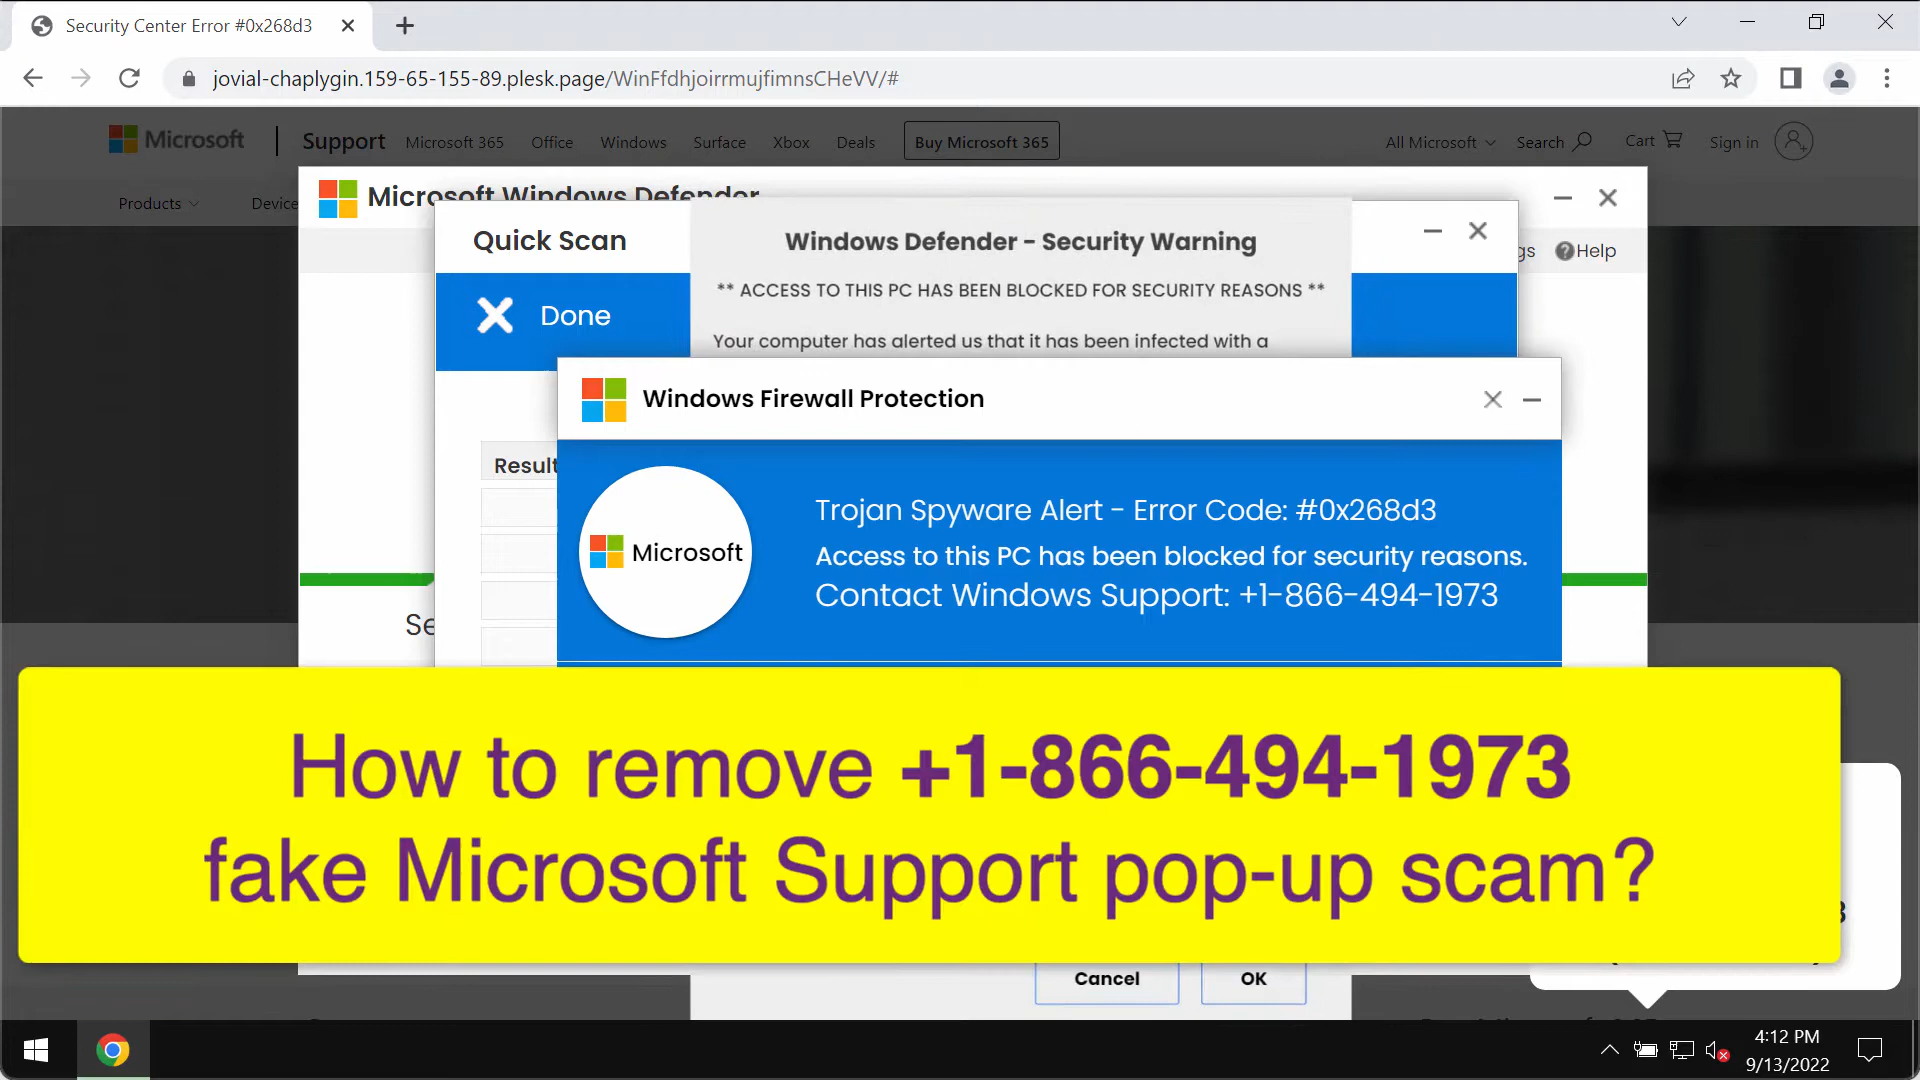 Security Center Error #0x268d3
jovial-chaplygin.159-65-155-89.plesk.page/WinFfdhjoirrmujfimnsCHeVV/#
Microsoft Support Microsoft 365 Office Windows Surface Xbox Deals Buy Microsoft 365 All Microsoft Search Cart Sign in
Products Device
Microsoft Windows Defender
Help
Quick Scan
Done
Result
Windows Defender - Security Warning
** ACCESS TO THIS PC HAS BEEN BLOCKED FOR SECURITY REASONS **
Your computer has alerted us that it has been infected with a
Windows Firewall Protection
Microsoft
Trojan Spyware Alert - Error Code: #0x268d3
Access to this PC has been blocked for security reasons.
Contact Windows Support: +1-866-494-1973
How to remove +1-866-494-1973
fake Microsoft Support pop-up scam?
Cancel OK
4:12 PM
9/13/2022